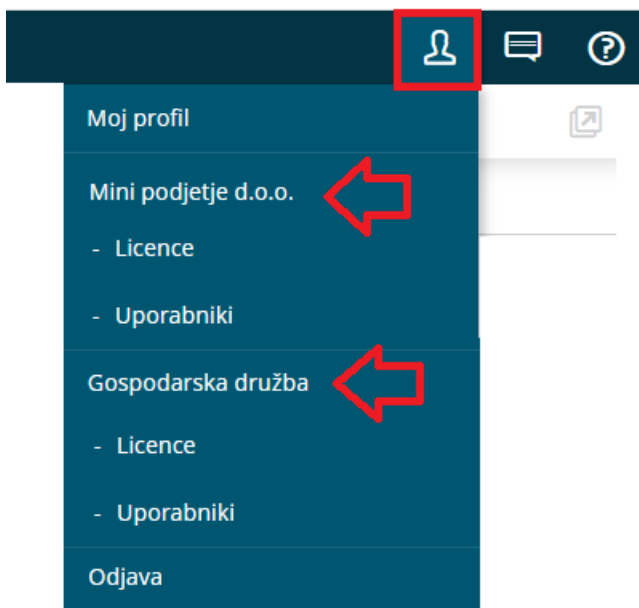 Moj profil
Mini podjetje d.o.o.
- Licence
- Uporabniki
Gospodarska družba
- Licence
- Uporabniki
Odjava